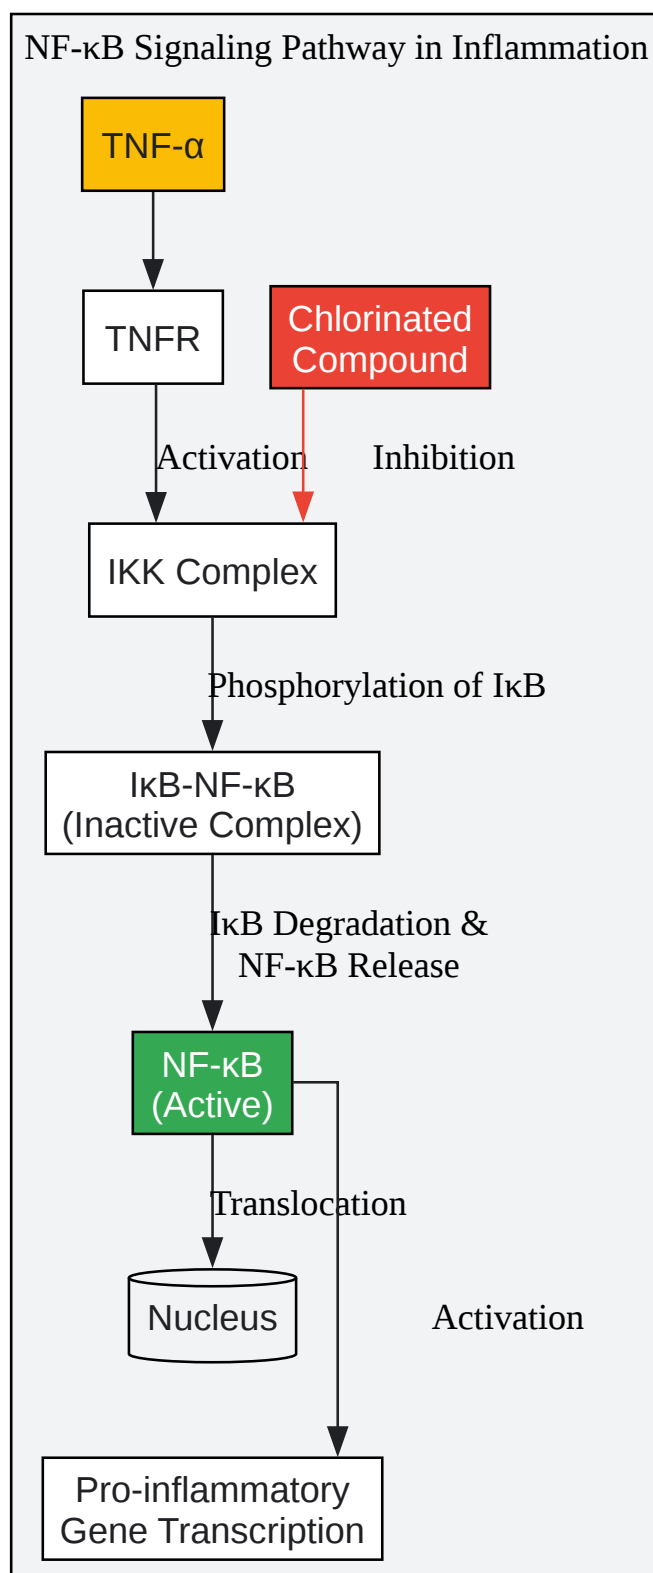 NF-κB Signaling Pathway in Inflammation
TNF-α
TNFR
Chlorinated
Compound
Activation
Inhibition
IKK Complex
Phosphorylation of IκB
IκB-NF-κB
(Inactive Complex)
IκB Degradation &
NF-κB Release
NF-κB
(Active)
Translocation
Nucleus
Activation
Pro-inflammatory
Gene Transcription